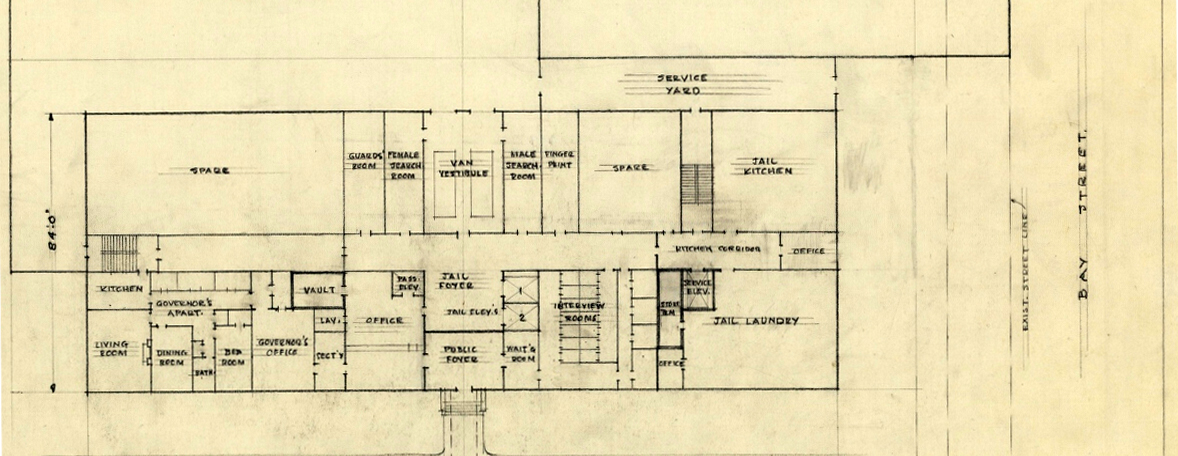 SERVICE
YARD
SPARE
GUARDS'
ROOM
FEMALE
SEARCH
ROOM
VAN
VESTIBULE
MALE
SEARCH
ROOM
FINGER
PRINT
SPARE
JAIL
KITCHEN
84'0"
KITCHEN CORRIDOR
OFFICE
KITCHEN
GOVERNOR'S
APART.
VAULT
PASS.
ELEV.
JAIL
FOYER
JAIL ELEV.S
1
2
INTERVIEW
ROOMS
STORE
RM.
SERVICE
ELEV.
JAIL LAUNDRY
LIVING
ROOM
DINING
ROOM
BATH
BED
ROOM
GOVERNOR'S
OFFICE
LAV.
SECT'Y
OFFICE
PUBLIC
FOYER
WAIT'G
ROOM
OFFICE
EXIST. STREET LINE
BAY STREET.